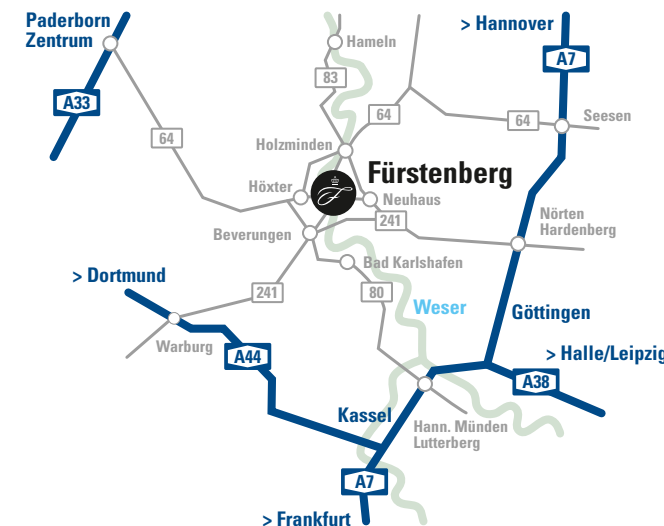 Paderborn
Zentrum
> Hannover
Hameln
A7
83
A33
64
64
Seesen
64
Holzminden
Fürstenberg
Höxter
Neuhaus
F
241
Nörten
Hardenberg
Beverungen
Bad Karlshafen
> Dortmund
241
80
Weser
Göttingen
Warburg
A44
> Halle/Leipzig
A38
Kassel
Hann. Münden
Lutterberg
A7
> Frankfurt